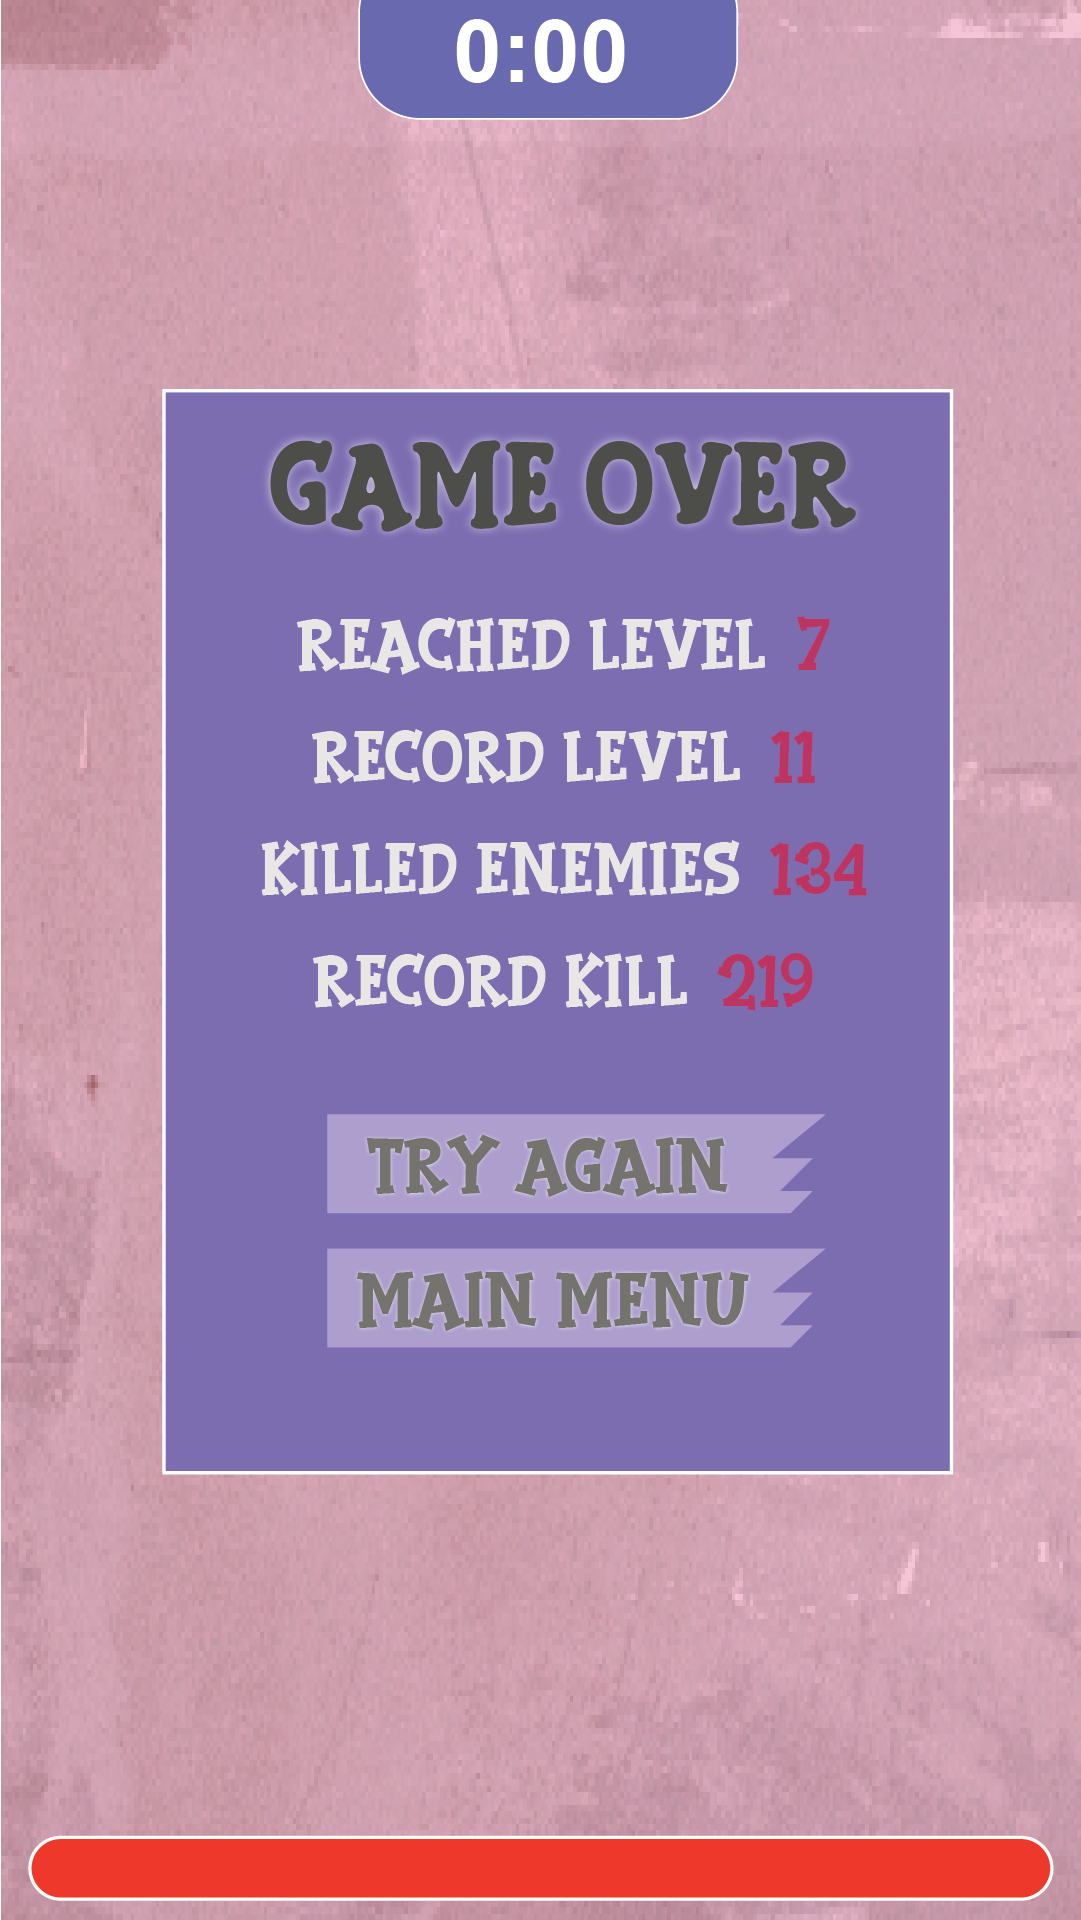 0:00
GAME OVER
REACHED LEVEL 7
RECORD LEVEL 11
KILLED ENEMIES 134
RECORD KILL 219
TRY AGAIN
MAIN MENU